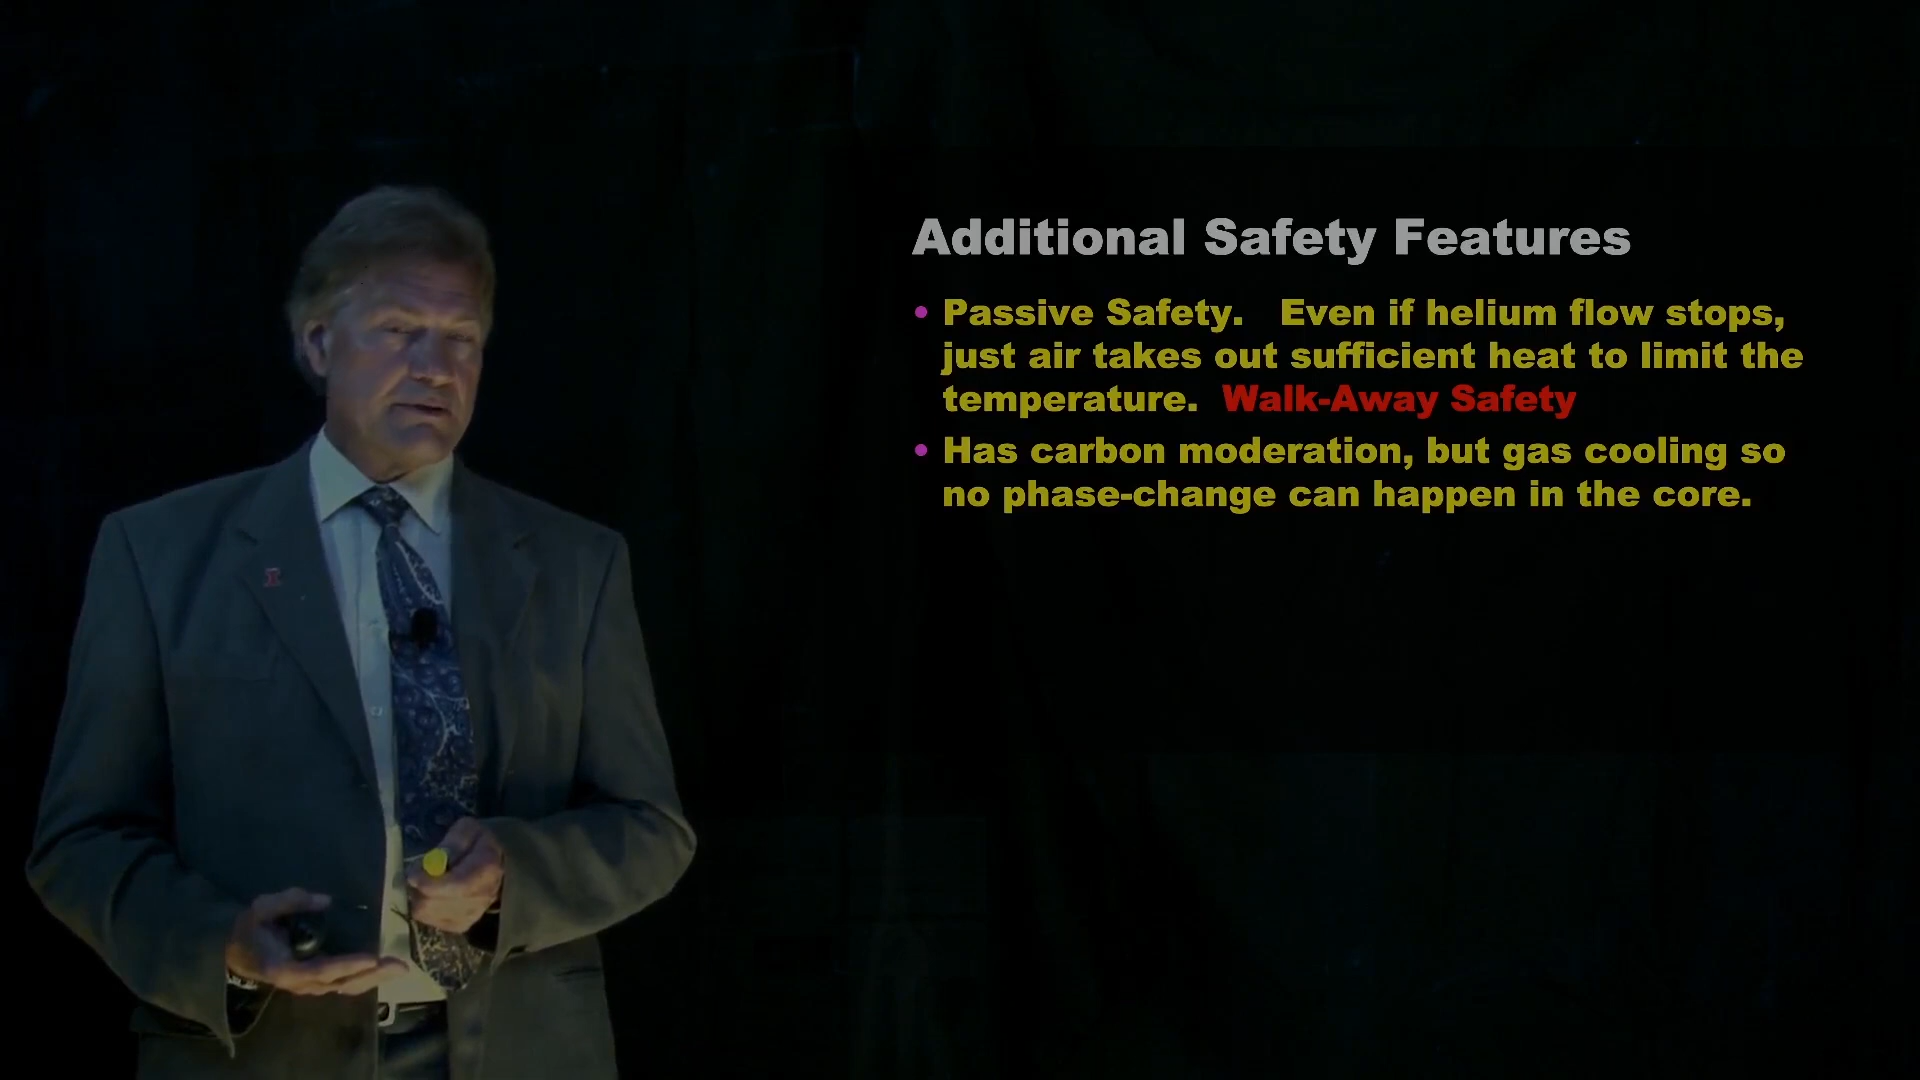 Additional Safety Features
• Passive Safety.   Even if helium flow stops,
just air takes out sufficient heat to limit the
temperature.  Walk-Away Safety
• Has carbon moderation, but gas cooling so
no phase-change can happen in the core.